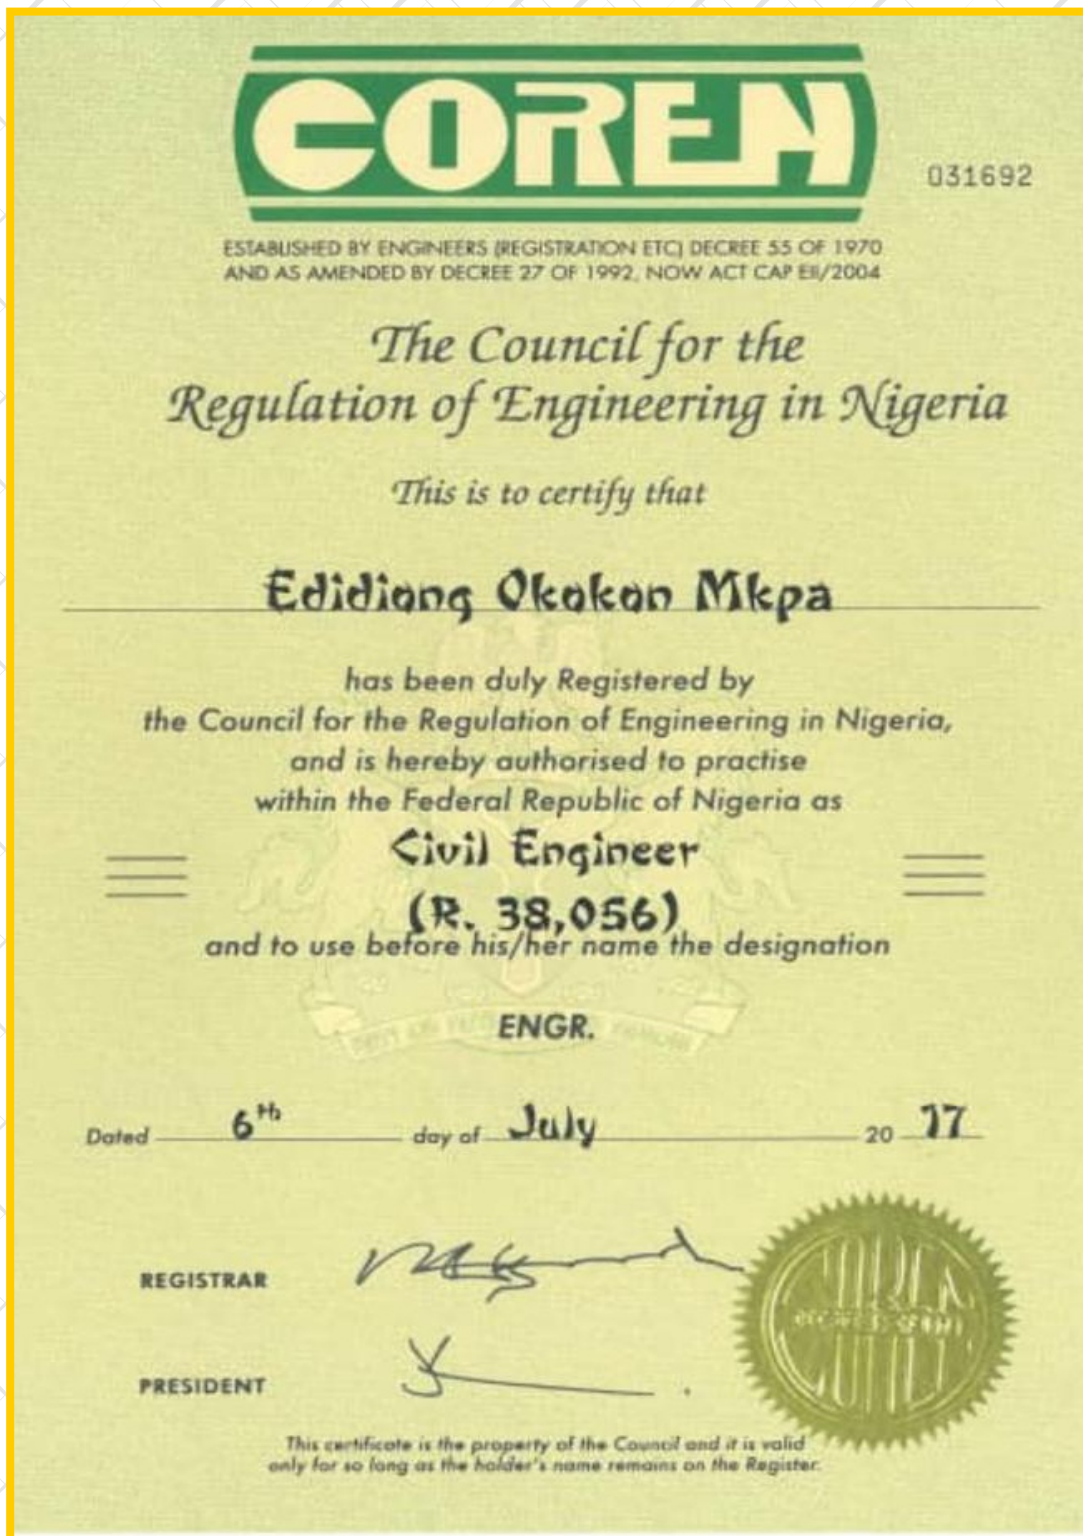 COREN
031692
ESTABLISHED BY ENGINEERS (REGISTRATION ETC) DECREE 55 OF 1970
AND AS AMENDED BY DECREE 27 OF 1992, NOW ACT CAP EII/2004
The Council for the
Regulation of Engineering in Nigeria
This is to certify that
Edidiong Okokon Mkpa
has been duly Registered by
the Council for the Regulation of Engineering in Nigeria,
and is hereby authorised to practise
within the Federal Republic of Nigeria as
Civil Engineer
(R. 38,056)
and to use before his/her name the designation
ENGR.
Dated 6th day of July 20 17
REGISTRAR
PRESIDENT
This certificate is the property of the Council and it is valid
only for so long as the holder's name remains on the Register.